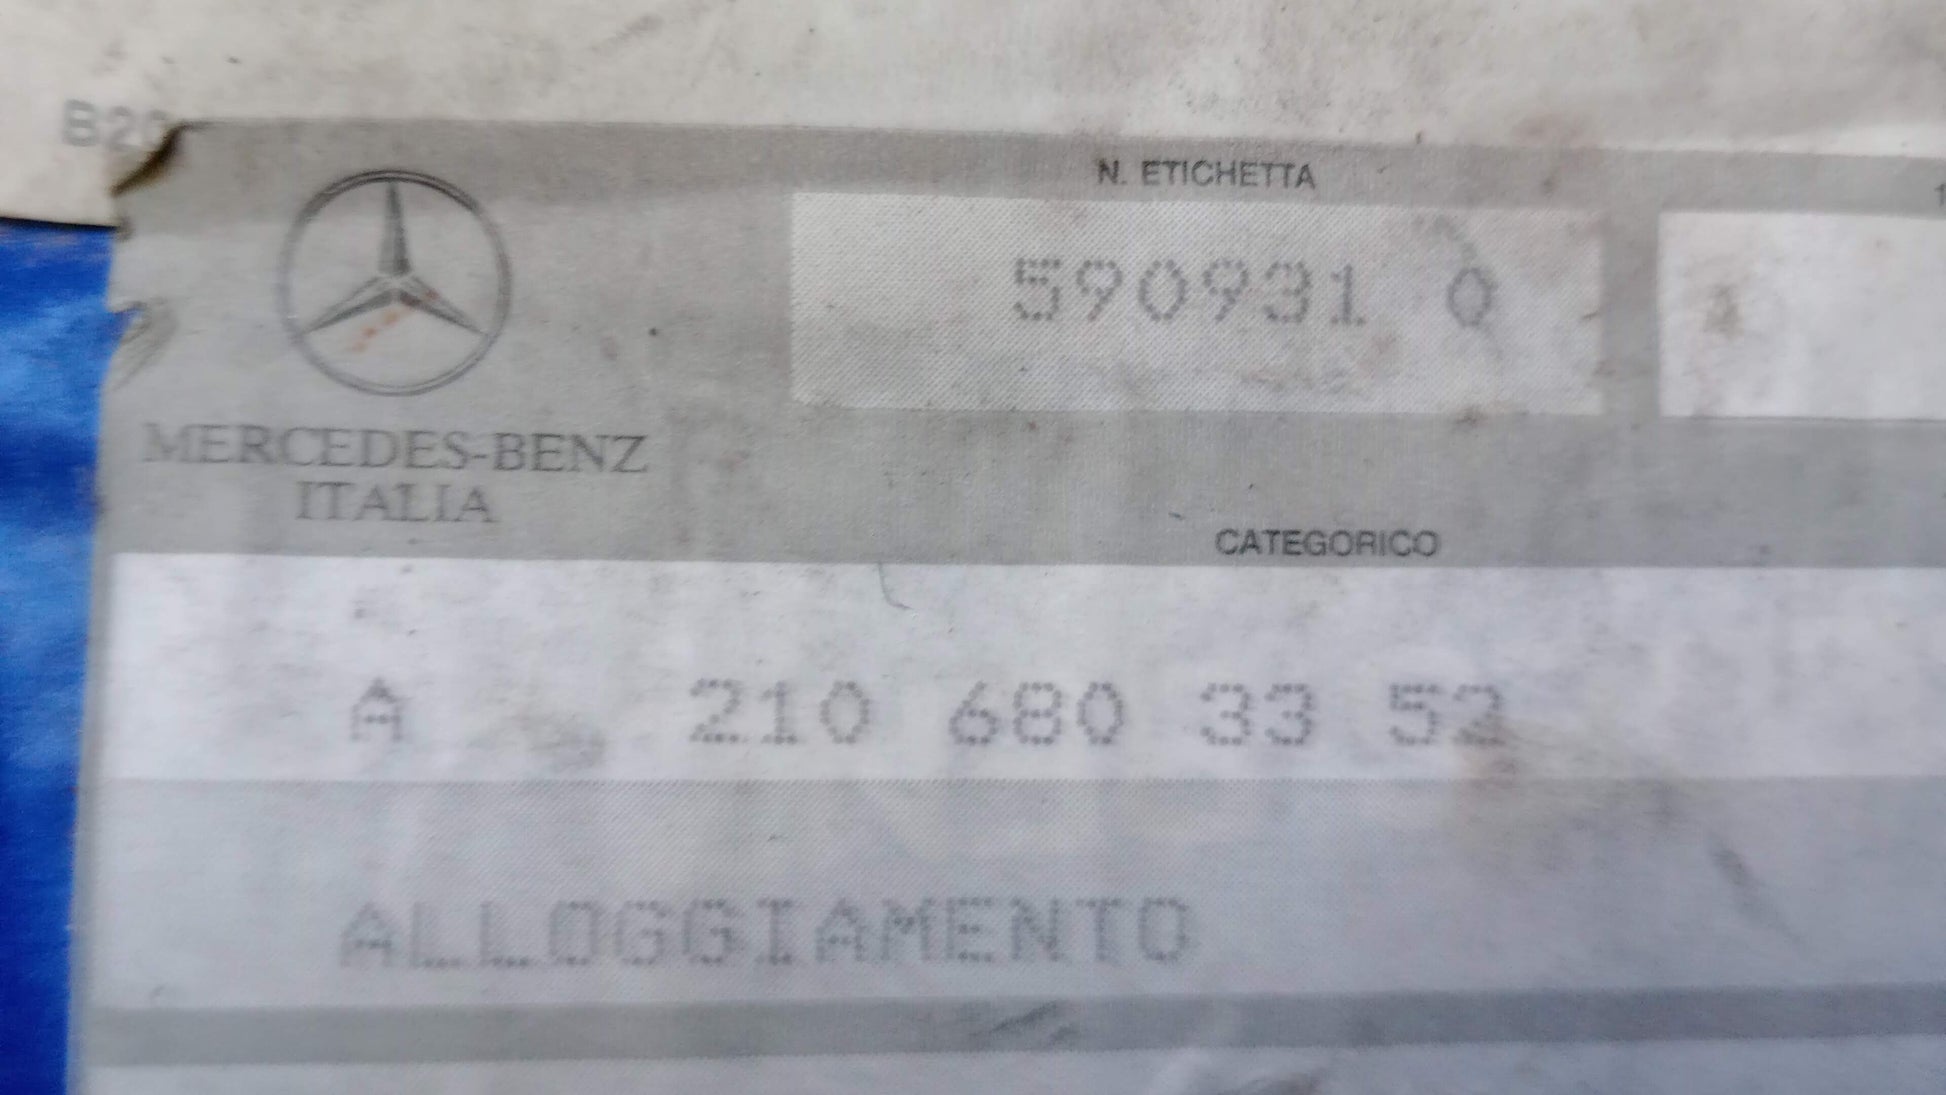 N. ETICHETTA
590931 0
MERCEDES-BENZ
ITALIA
CATEGORICO
A 210 680 33 52
ALLOGGIAMENTO